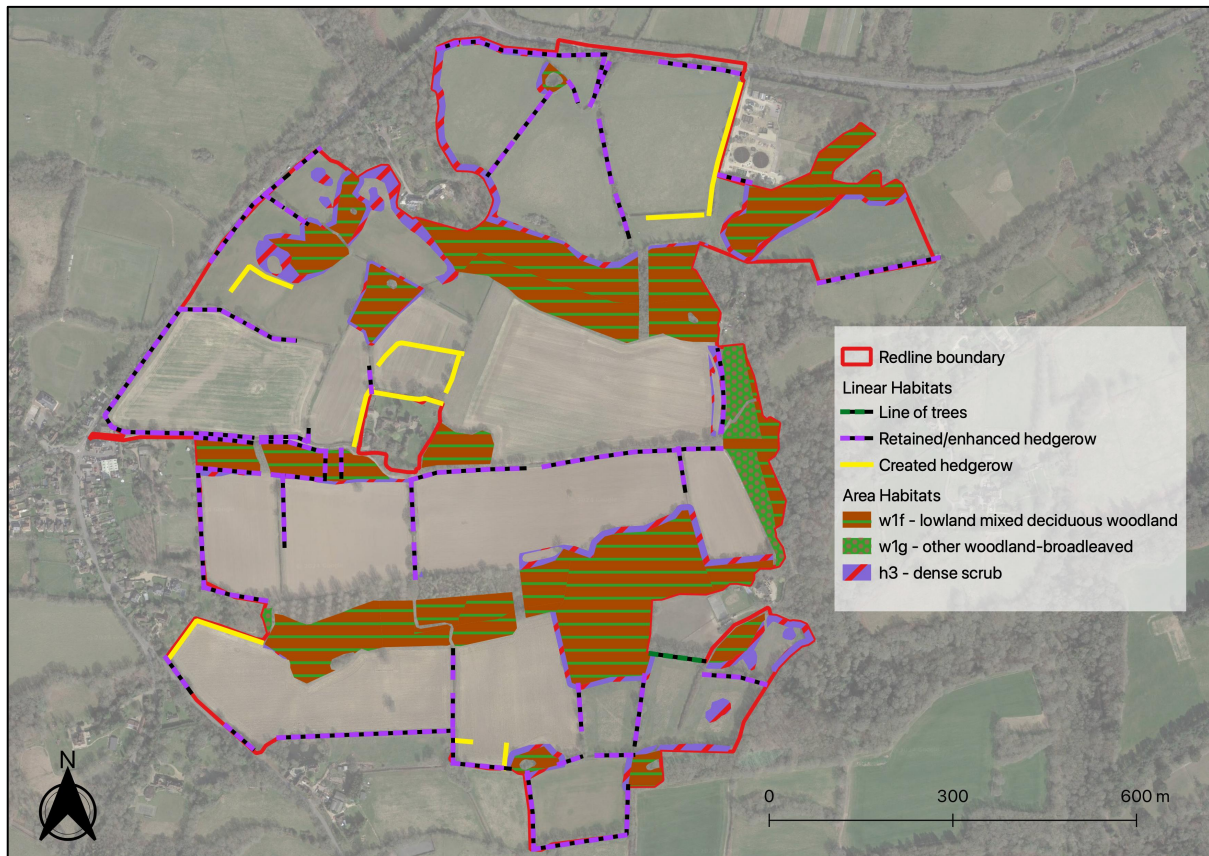 Redline boundary
Linear Habitats
Line of trees
Retained/enhanced hedgerow
Created hedgerow
Area Habitats
w1f - lowland mixed deciduous woodland
w1g - other woodland-broadleaved
h3 - dense scrub
N
0 300 600 m